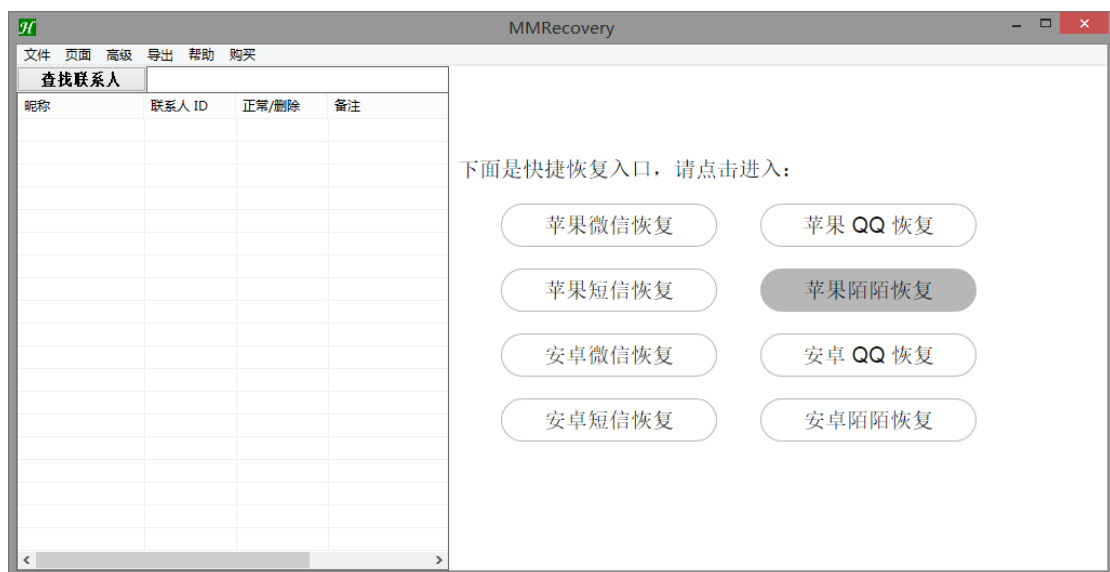 H MMRecovery
文件 页面 高级 导出 帮助 购买
查找联系人
昵称 联系人 ID 正常/删除 备注
下面是快捷恢复入口，请点击进入：
苹果微信恢复 苹果 QQ 恢复
苹果短信恢复 苹果陌陌恢复
安卓微信恢复 安卓 QQ 恢复
安卓短信恢复 安卓陌陌恢复